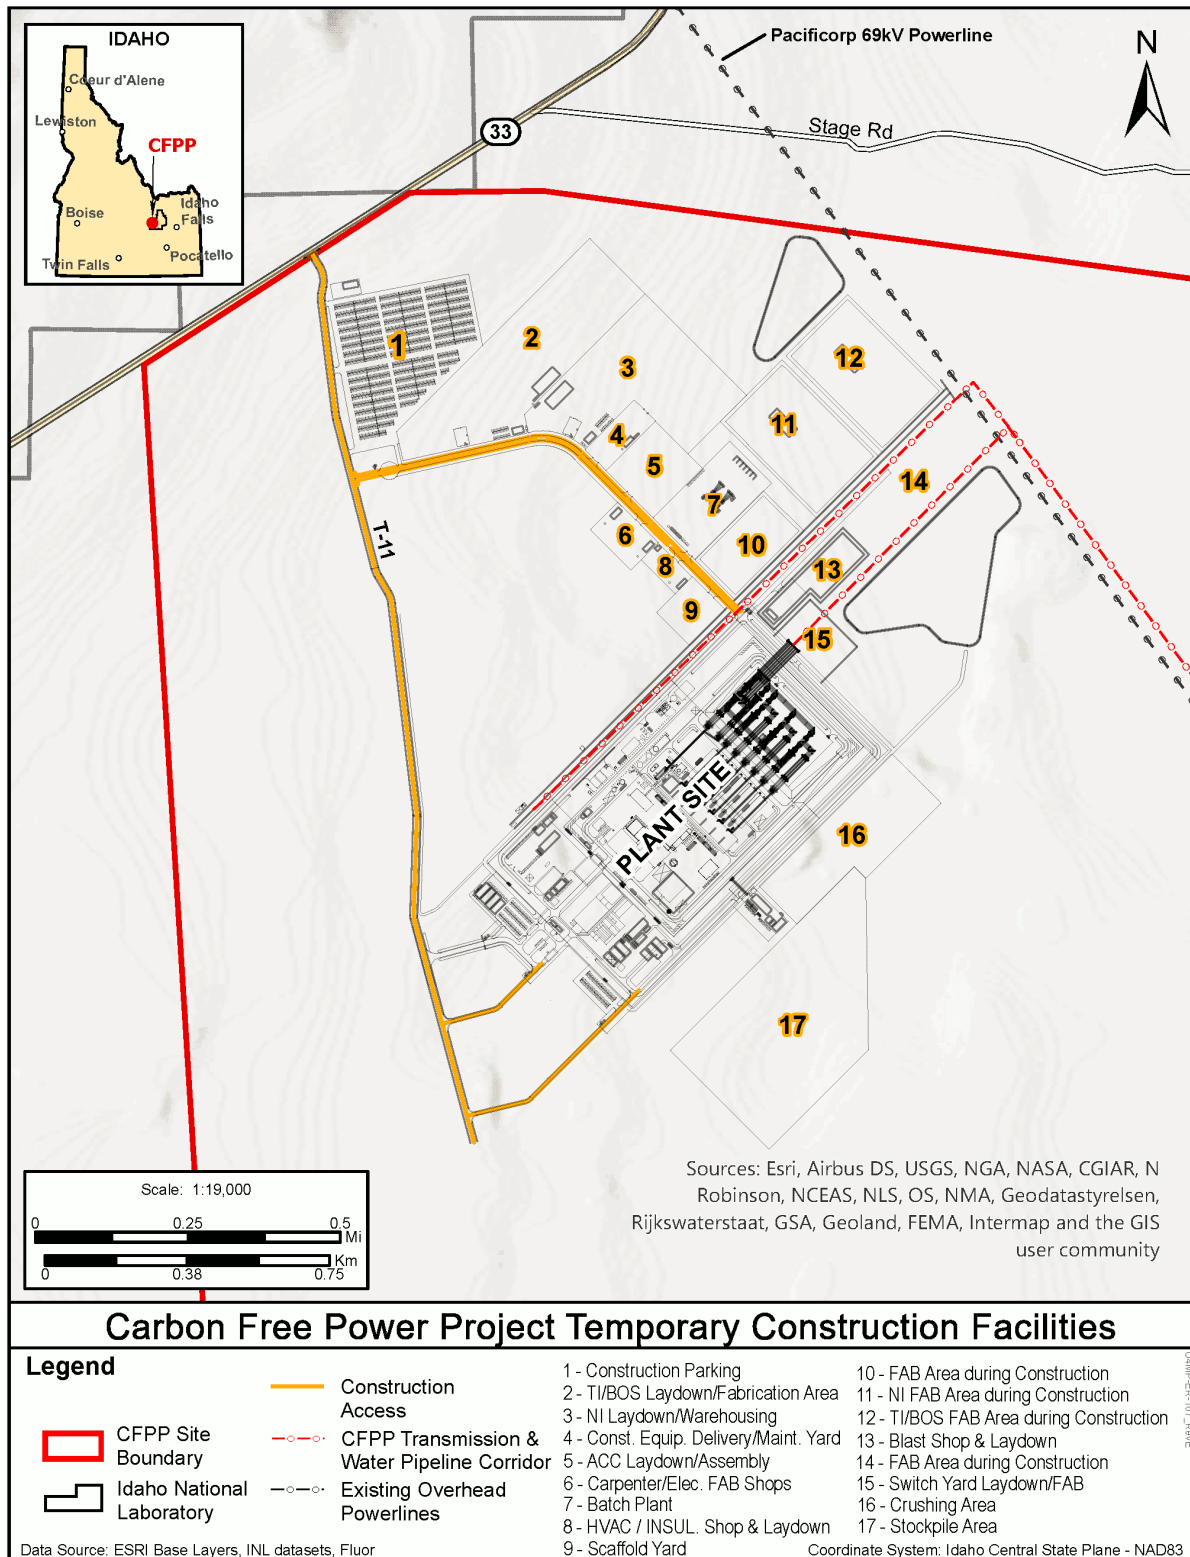 IDAHO
Coeur d'Alene
Lewiston
CFPP
Boise
Idaho
Falls
Pocatello
Twin Falls
Pacificorp 69kV Powerline
N
33
Stage Rd
1
2
3
4
5
6
7
8
9
10
11
12
13
14
15
16
17
T-11
PLANT SITE
Scale: 1:19,000
0 0.25 0.5
Mi
Km
0 0.38 0.75
Sources: Esri, Airbus DS, USGS, NGA, NASA, CGIAR, N
Robinson, NCEAS, NLS, OS, NMA, Geodatastyrelsen,
Rijkswaterstaat, GSA, Geoland, FEMA, Intermap and the GIS
user community
Carbon Free Power Project Temporary Construction Facilities
Legend
CFPP Site
Boundary
Idaho National
Laboratory
Construction
Access
CFPP Transmission &
Water Pipeline Corridor
Existing Overhead
Powerlines
1 - Construction Parking
2 - TI/BOS Laydown/Fabrication Area
3 - NI Laydown/Warehousing
4 - Const. Equip. Delivery/Maint. Yard
5 - ACC Laydown/Assembly
6 - Carpenter/Elec. FAB Shops
7 - Batch Plant
8 - HVAC / INSUL. Shop & Laydown
9 - Scaffold Yard
10 - FAB Area during Construction
11 - NI FAB Area during Construction
12 - TI/BOS FAB Area during Construction
13 - Blast Shop & Laydown
14 - FAB Area during Construction
15 - Switch Yard Laydown/FAB
16 - Crushing Area
17 - Stockpile Area
Data Source: ESRI Base Layers, INL datasets, Fluor
Coordinate System: Idaho Central State Plane - NAD83